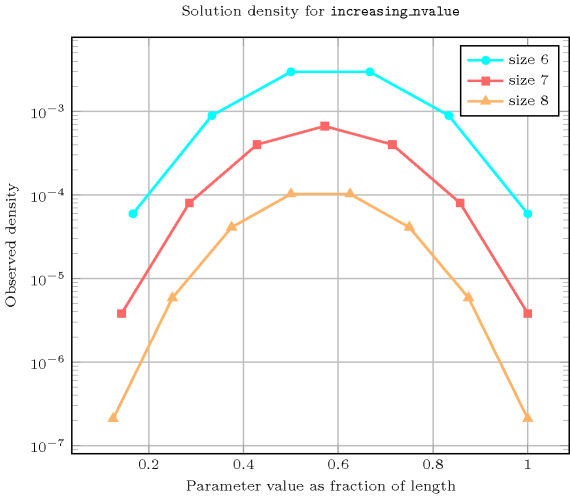 Solution density for increasing_nvalue
size 6
size 7
size 8
10−3
10−4
10−5
10−6
10−7
Observed density
0.2 0.4 0.6 0.8 1
Parameter value as fraction of length